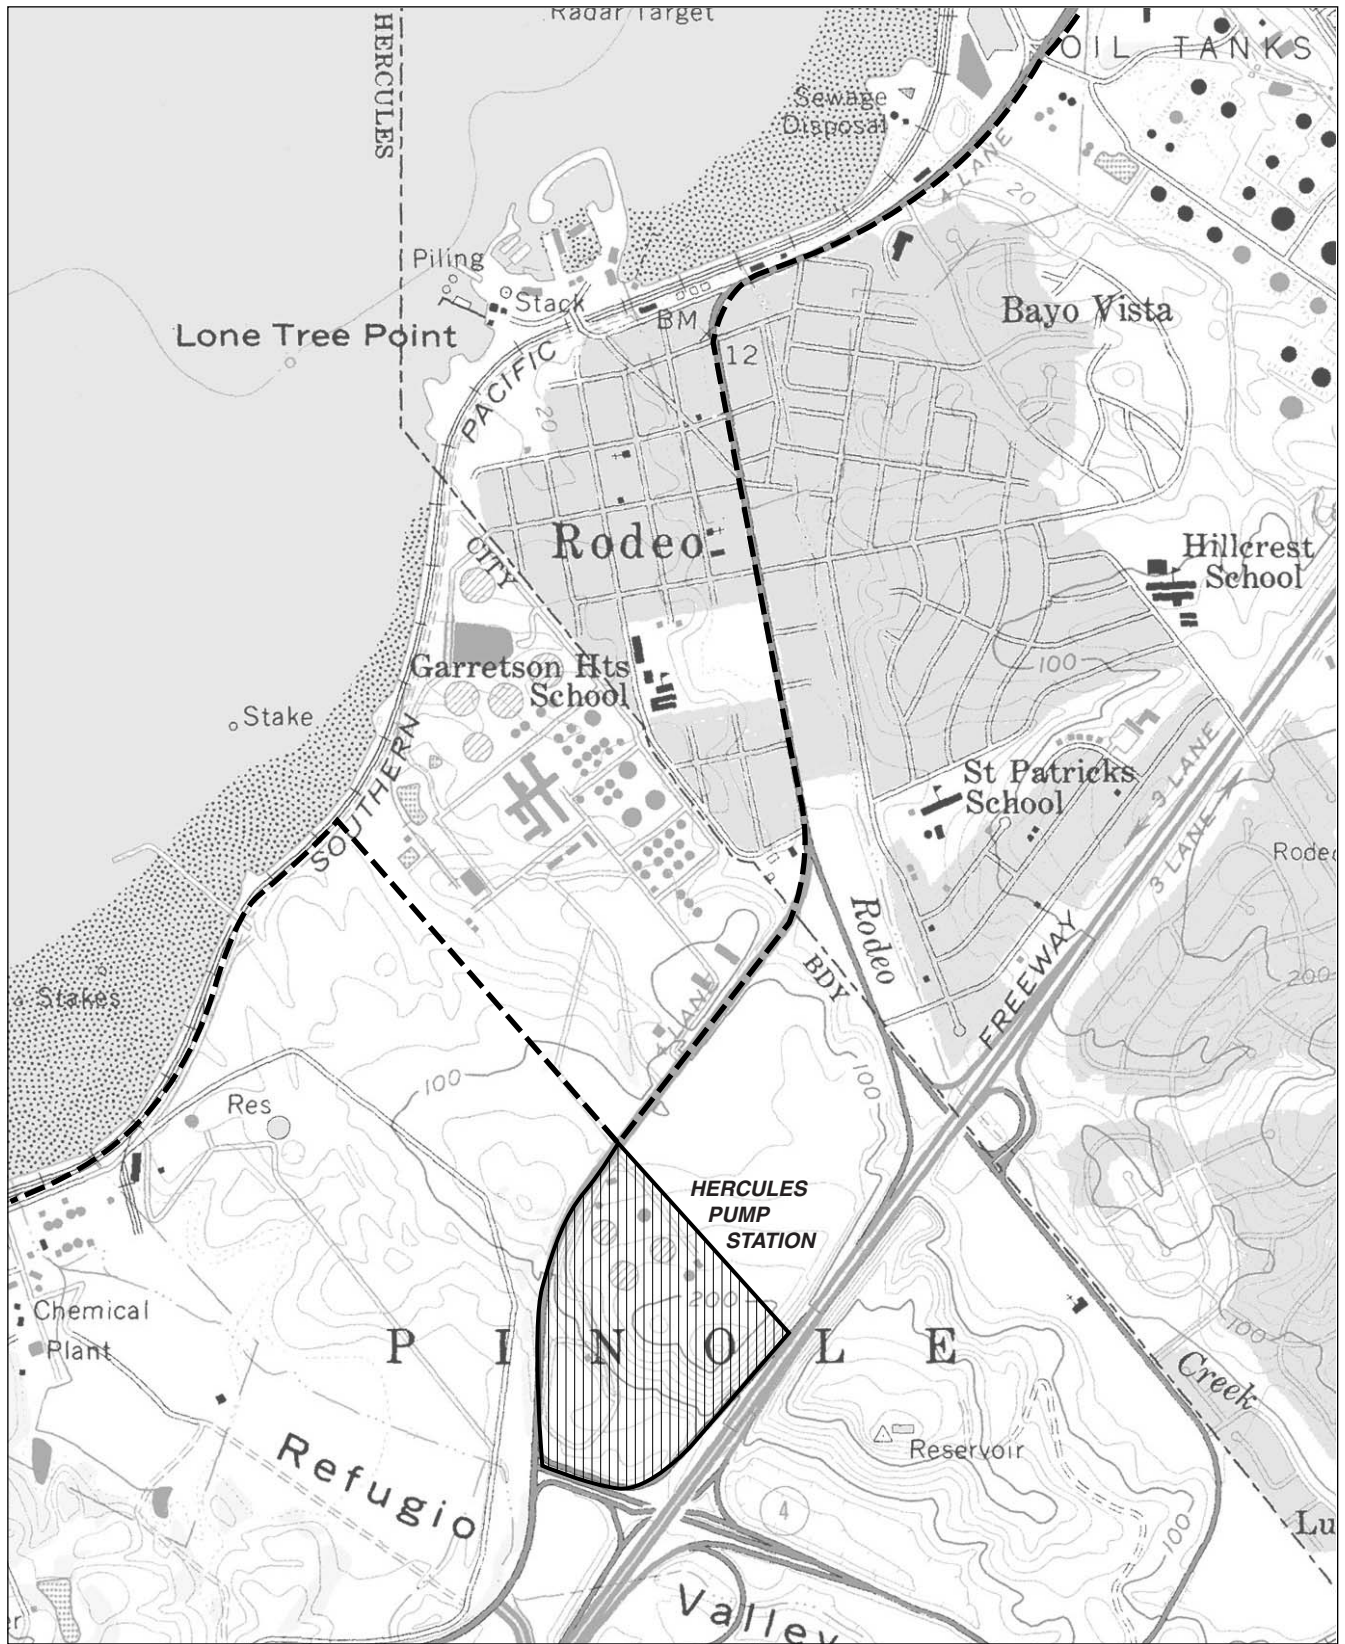 Radar Target
HERCULES
OIL TANKS
Sewage
Disposal
4 LANE
20
Piling
Stack
BM
12
Bayo Vista
Lone Tree Point
PACIFIC
20
CITY
Rodeo
Hillcrest
School
Garretson Hts
School
100
Stake
SOUTHERN
St Patricks
School
3 LANE
3 LANE
Rodeo
BDY
FREEWAY
200
Stakes
4 LANE
100
100
Res
HERCULES
PUMP
STATION
200
Chemical
Plant
PINOLE
100
Creek
Refugio
Reservoir
4
100
Lu
Valley